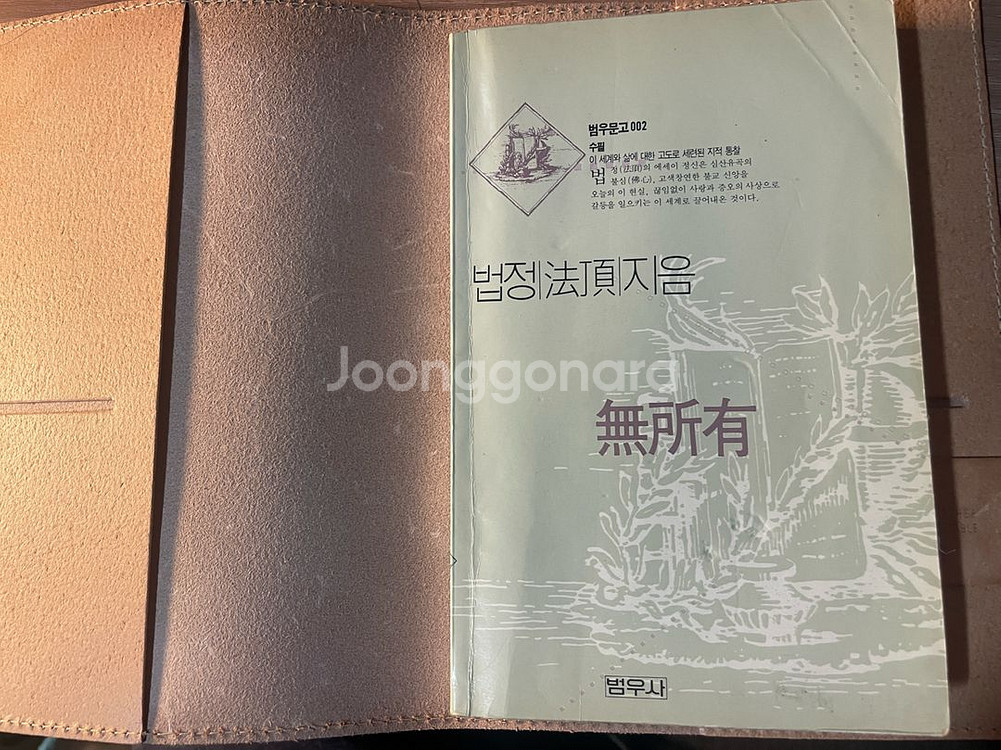 범우문고 002
수필
이 세계와 삶에 대한 고도로 세련된 지적 통찰
법정(法頂)의 에세이 정신은 심산유곡의
불심(佛心), 고색창연한 불교 신앙을
오늘의 이 현실, 끊임없이 사랑과 증오의 사상으로
갈등을 일으키는 이 세계로 끌어내온 것이다.
법정|法頂|지음
Joonggonara
無所有
범우사